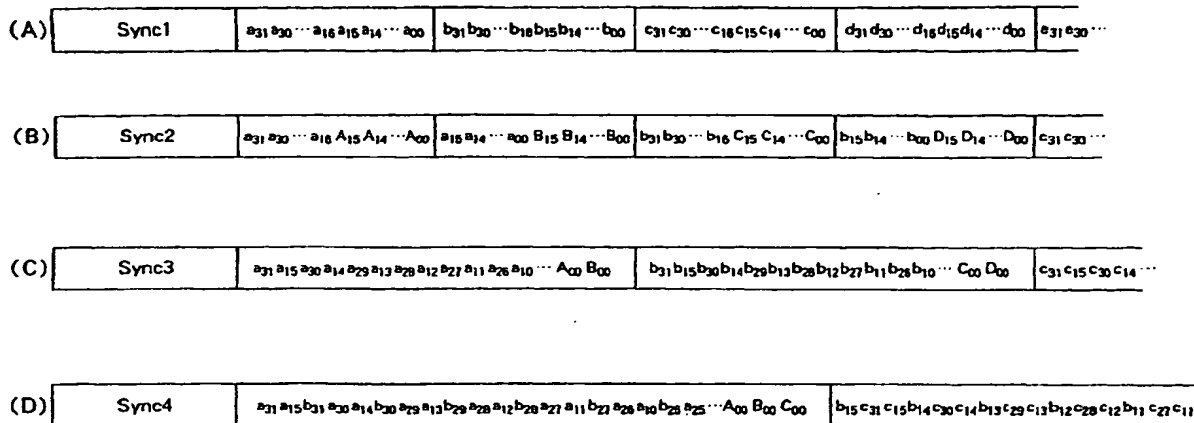 (A) Sync1 a31 a30 ··· a16 a15 a14 ··· a00 b31 b30 ··· b16 b15 b14 ··· b00 c31 c30 ··· c16 c15 c14 ··· c00 d31 d30 ··· d16 d15 d14 ··· d00 a31 a30 ···
(B) Sync2 a31 a30 ··· a16 A15 A14 ··· A00 a15 a14 ··· a00 B15 B14 ··· B00 b31 b30 ··· b16 C15 C14 ··· C00 b15 b14 ··· b00 D15 D14 ··· D00 c31 c30 ···
(C) Sync3 a31 a15 a30 a14 a29 a13 a28 a12 a27 a11 a26 a10 ··· A00 B00 b31 b15 b30 b14 b29 b13 b28 b12 b27 b11 b26 b10 ··· C00 D00 c31 c15 c30 c14 ···
(D) Sync4 a31 a15 b31 a30 a14 b30 a29 a13 b29 a28 a12 b28 a27 a11 b27 a26 a10 b26 a25 ··· A00 B00 C00 b15 c31 c15 b14 c30 c14 b13 c29 c13 b12 c28 c12 b11 c27 c11